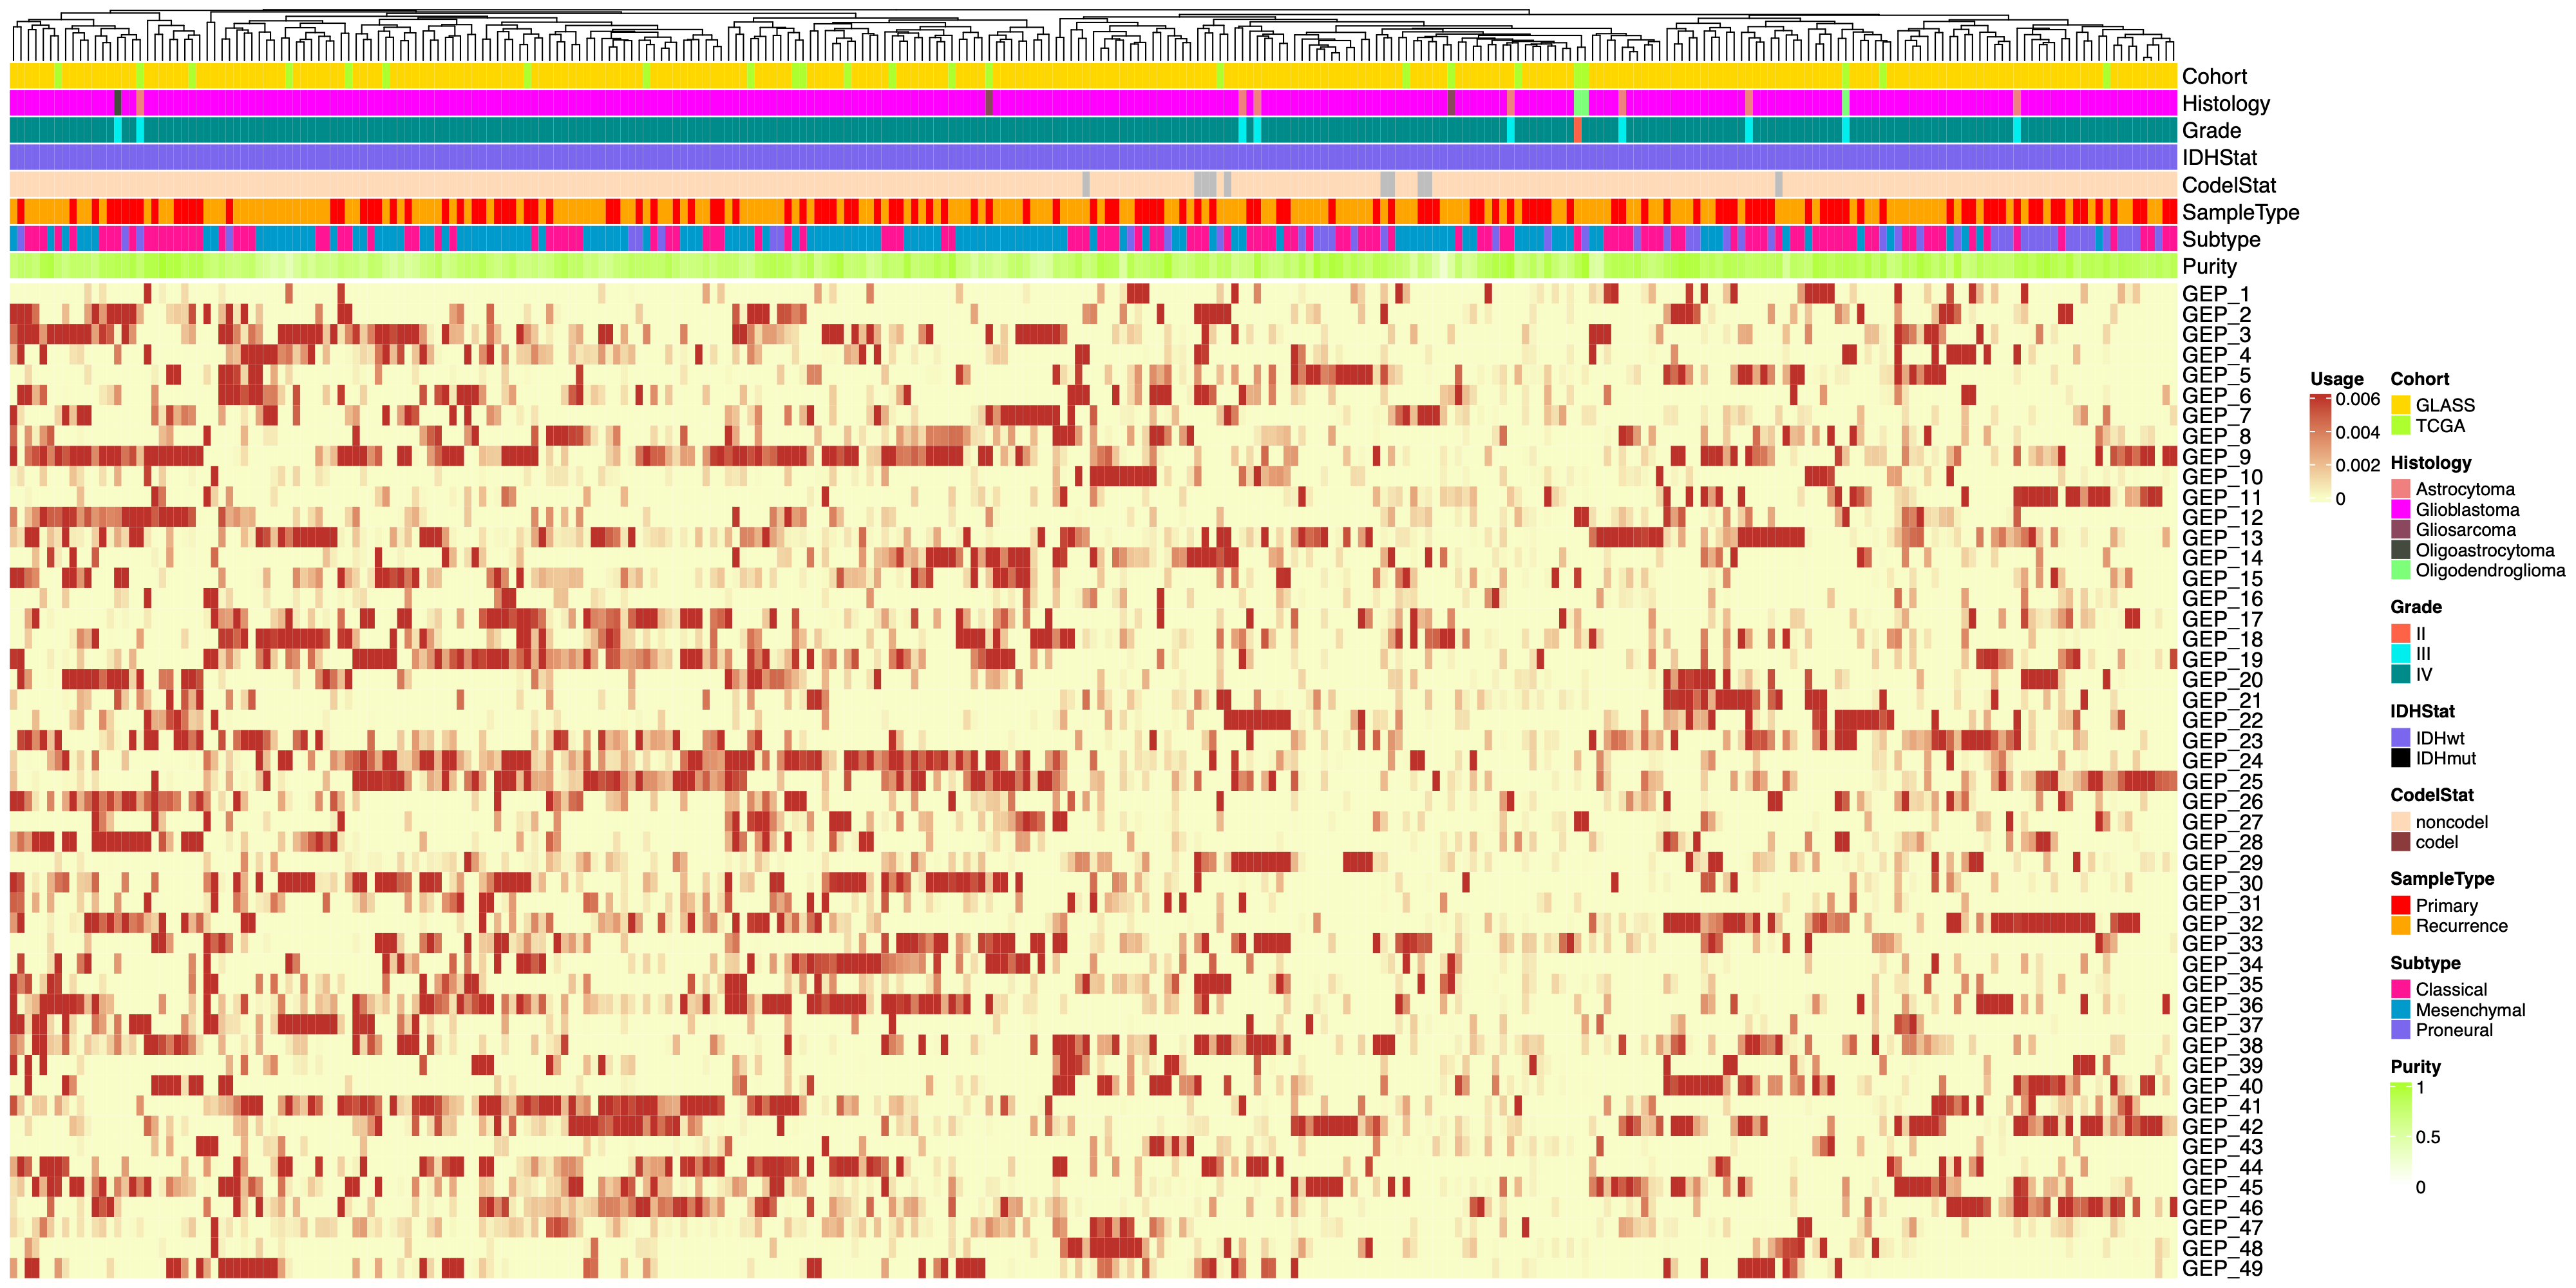 Cohort
Histology
Grade
IDHStat
CodelStat
SampleType
Subtype
Purity
GEP_1
GEP_2
GEP_3
GEP_4
GEP_5
GEP_6
GEP_7
GEP_8
GEP_9
GEP_10
GEP_11
GEP_12
GEP_13
GEP_14
GEP_15
GEP_16
GEP_17
GEP_18
GEP_19
GEP_20
GEP_21
GEP_22
GEP_23
GEP_24
GEP_25
GEP_26
GEP_27
GEP_28
GEP_29
GEP_30
GEP_31
GEP_32
GEP_33
GEP_34
GEP_35
GEP_36
GEP_37
GEP_38
GEP_39
GEP_40
GEP_41
GEP_42
GEP_43
GEP_44
GEP_45
GEP_46
GEP_47
GEP_48
GEP_49
Usage
0.006
0.004
0.002
0
Cohort
GLASS
TCGA
Histology
Astrocytoma
Glioblastoma
Gliosarcoma
Oligoastrocytoma
Oligodendroglioma
Grade
II
III
IV
IDHStat
IDHwt
IDHmut
CodelStat
noncodel
codel
SampleType
Primary
Recurrence
Subtype
Classical
Mesenchymal
Proneural
Purity
1
0.5
0